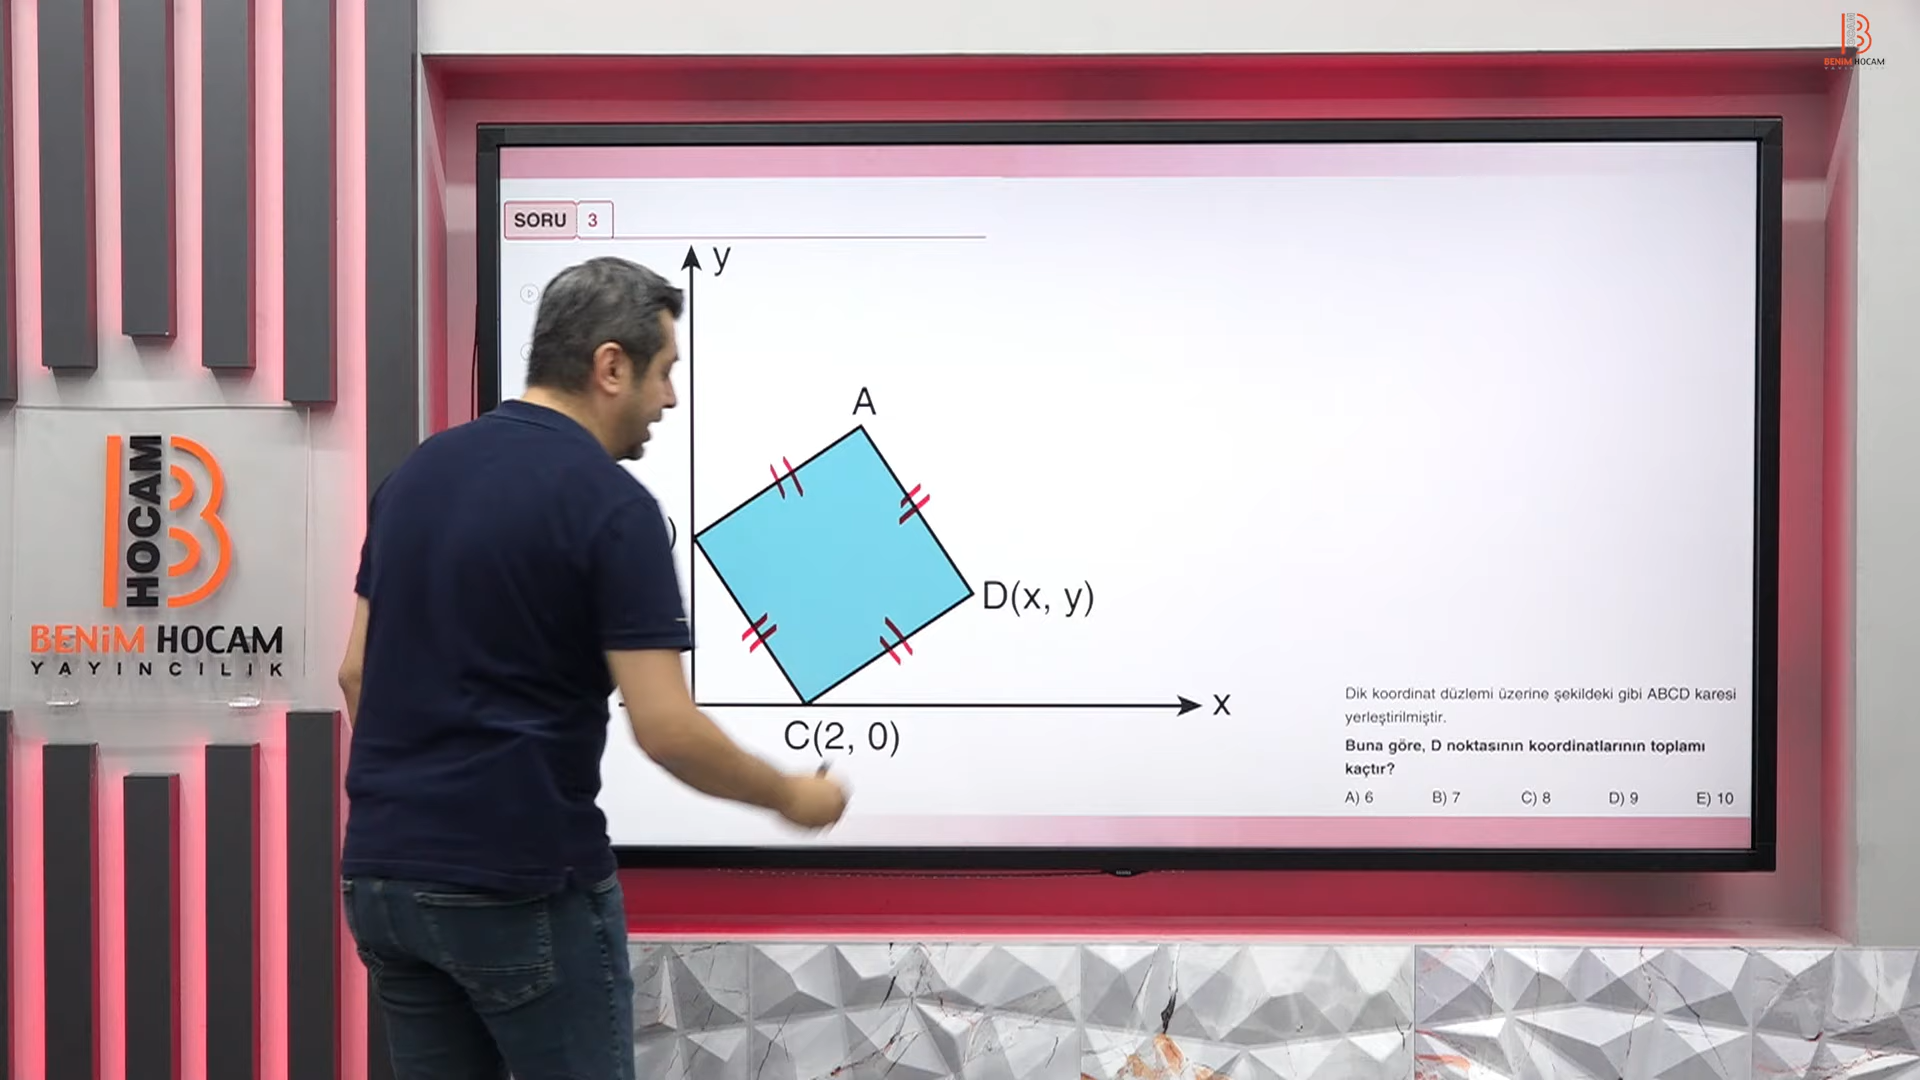 HOCAM
BENiM HOCAM
SORU 3
y
A
)
D(x, y)
x
C(2, 0)
Dik koordinat düzlemi üzerine şekildeki gibi ABCD karesi
yerleştirilmiştir.
Buna göre, D noktasının koordinatlarının toplamı
kaçtır?
A) 6 B) 7 C) 8 D) 9 E) 10
HOCAM
BENiM HOCAM
YAYINCILIK